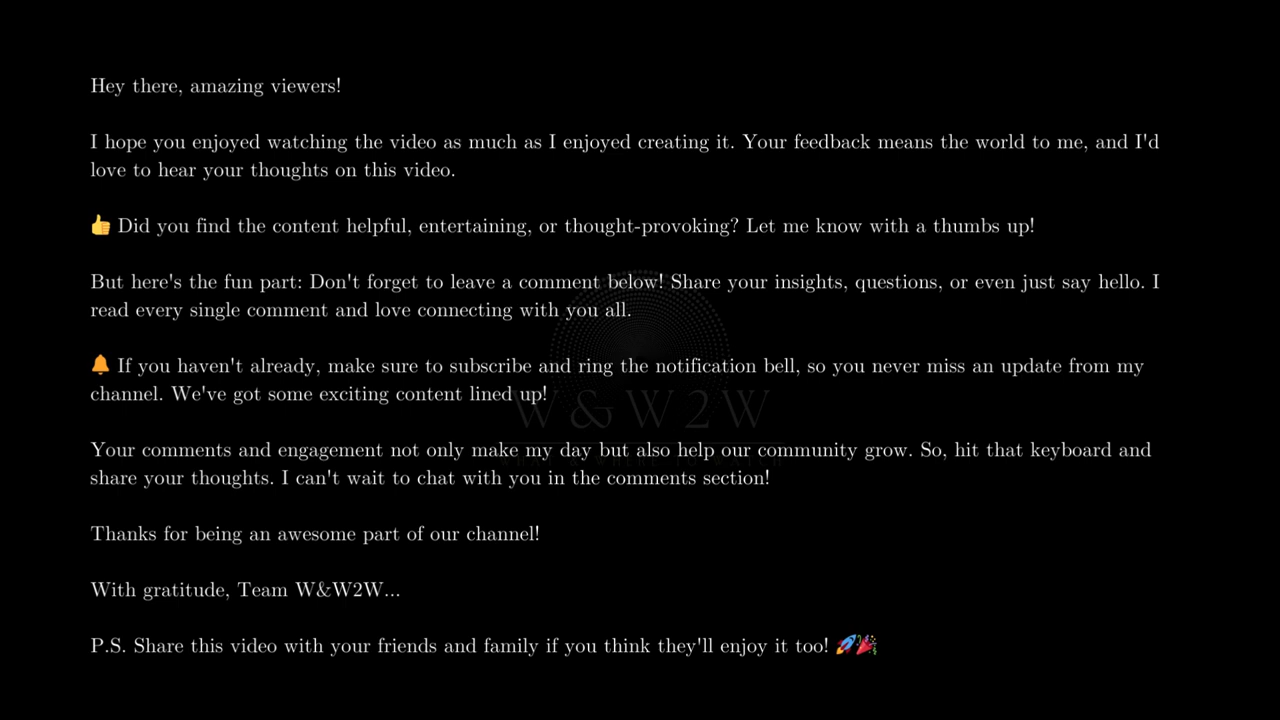 Hey there, amazing viewers!
I hope you enjoyed watching the video as much as I enjoyed creating it. Your feedback means the world to me, and I'd
love to hear your thoughts on this video.
👍 Did you find the content helpful, entertaining, or thought-provoking? Let me know with a thumbs up!
But here's the fun part: Don't forget to leave a comment below! Share your insights, questions, or even just say hello. I
read every single comment and love connecting with you all.
🔔 If you haven't already, make sure to subscribe and ring the notification bell, so you never miss an update from my
channel. We've got some exciting content lined up!
W&W2W
Your comments and engagement not only make my day but also help our community grow. So, hit that keyboard and
share your thoughts. I can't wait to chat with you in the comments section!
Thanks for being an awesome part of our channel!
With gratitude, Team W&W2W...
P.S. Share this video with your friends and family if you think they'll enjoy it too! 🚀🎉